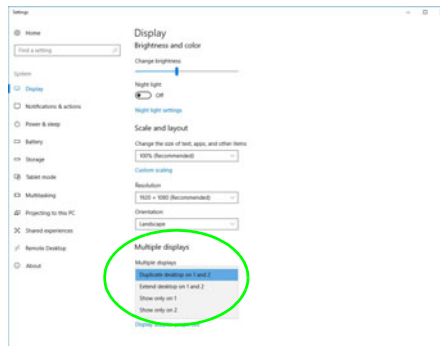 Settings
Home
Find a setting
System
Display
Notifications & actions
Power & sleep
Battery
Storage
Tablet mode
Multitasking
Projecting to this PC
Shared experiences
Remote Desktop
About
Display
Brightness and color
Change brightness
Night light
Off
Night light settings
Scale and layout
Change the size of text, apps, and other items
100% (Recommended)
Custom scaling
Resolution
1920 × 1080 (Recommended)
Orientation
Landscape
Multiple displays
Multiple displays
Duplicate desktop on 1 and 2
Extend desktop on 1 and 2
Show only on 1
Show only on 2
Display